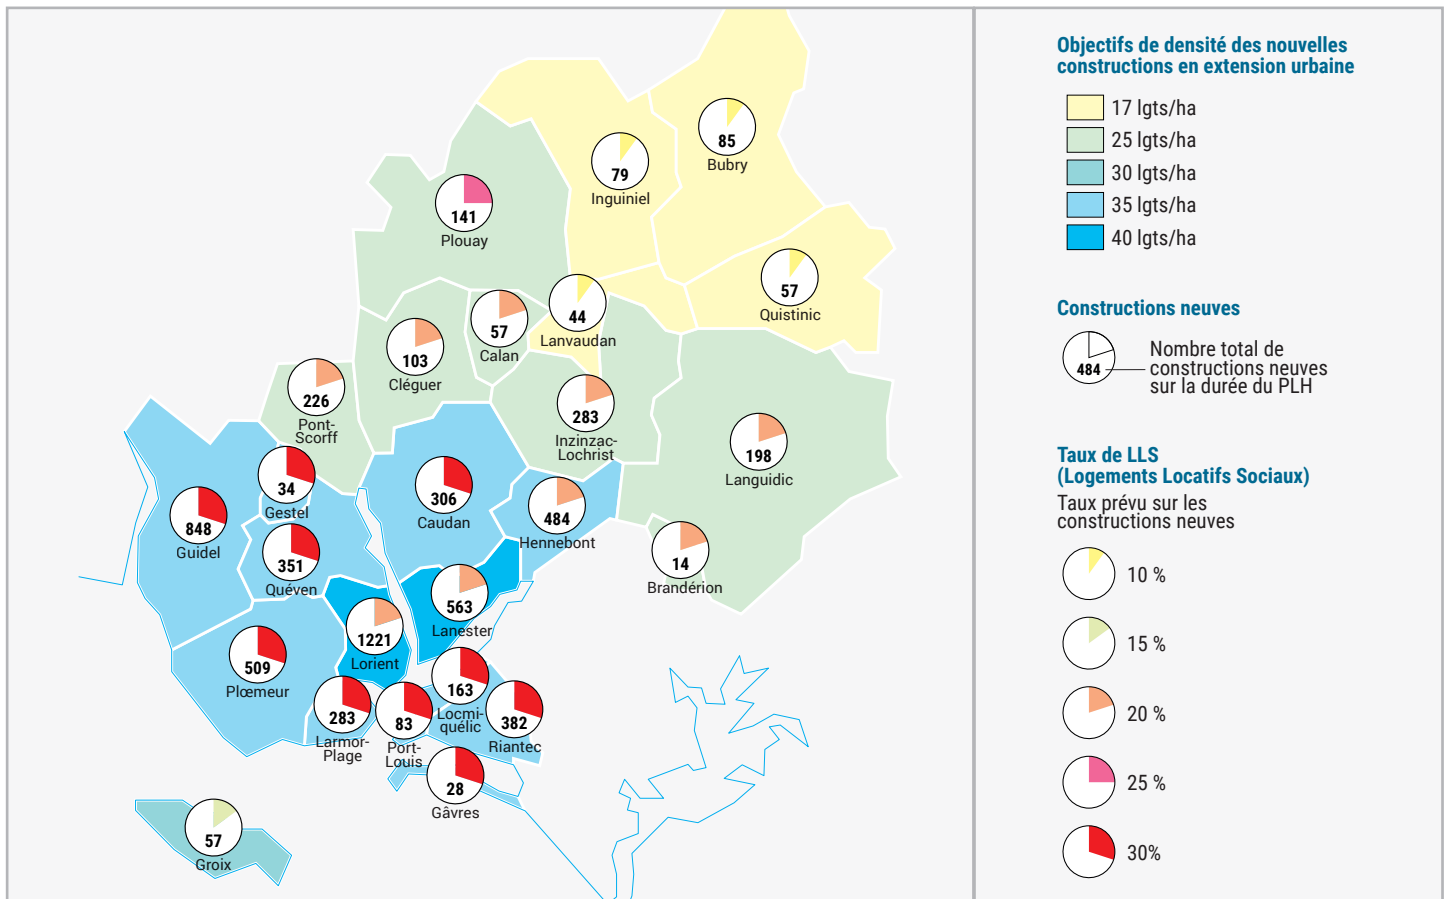 85
Bubry
79
Inguiniel
141
Plouay
57
Quistinic
44
Lanvaudan
57
Calan
103
Cléguer
226
Pont-
Scorff
283
Inzinzac-
Lochrist
198
Languidic
34
Gestel
306
Caudan
484
Hennebont
848
Guidel
351
Quéven
14
Brandérion
563
Lanester
1221
Lorient
509
Plœmeur
163
Locmi-
quélic
283
Larmor-
Plage
83
Port-
Louis
382
Riantec
28
Gâvres
57
Groix
Objectifs de densité des nouvelles
constructions en extension urbaine
17 lgts/ha
25 lgts/ha
30 lgts/ha
35 lgts/ha
40 lgts/ha
Constructions neuves
484
Nombre total de
constructions neuves
sur la durée du PLH
Taux de LLS
(Logements Locatifs Sociaux)
Taux prévu sur les
constructions neuves
10 %
15 %
20 %
25 %
30%